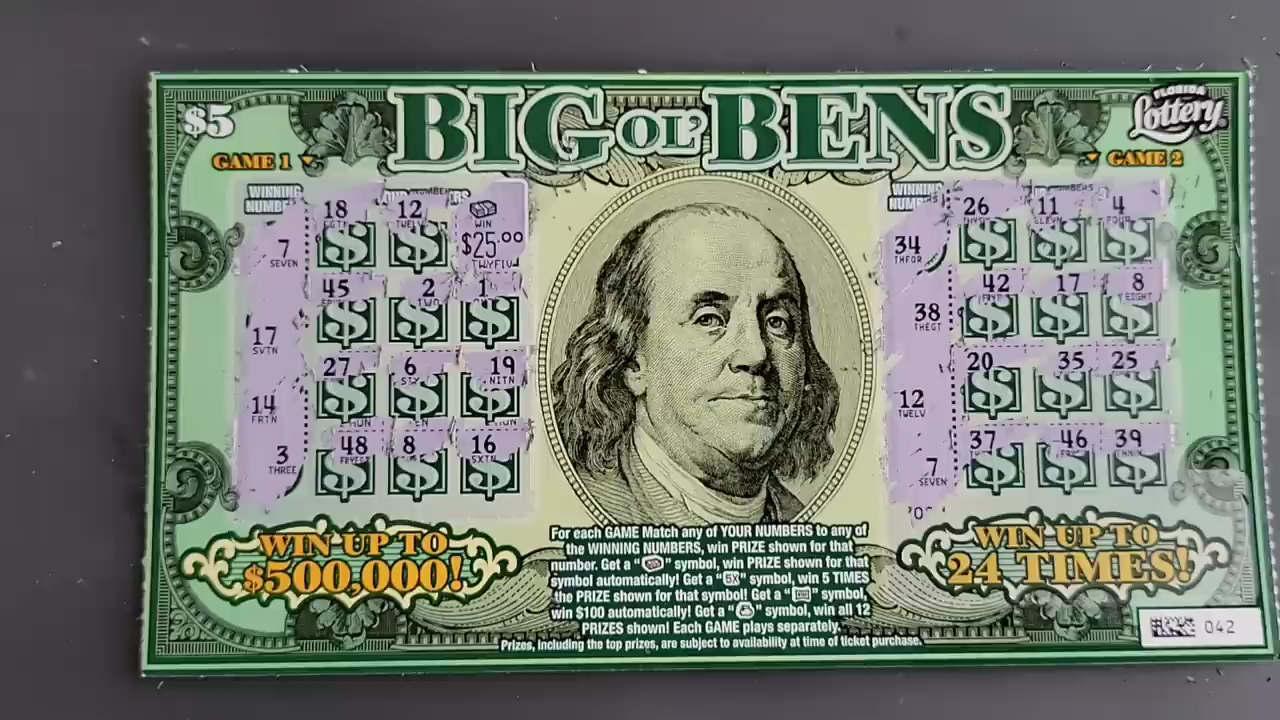 BIG OL' BENS
$5
FLORIDA
Lottery
GAME 1
GAME 2
WINNING
7
SEVEN
17
SVTN
14
FRTN
3
THREE
18 12 WIN
$25.00
TWYFIV
45 2 1
TWO
27 6 19
NITN
48 8 16
SXTN
WINNING
34
THFOR
38
THEGT
12
TWELV
7
SEVEN
26 11 4
42 17 8
EIGHT
20 35 25
37 46 39
WIN UP TO
$500,000!
For each GAME Match any of YOUR NUMBERS to any of
the WINNING NUMBERS, win PRIZE shown for that
number. Get a " " symbol, win PRIZE shown for that
symbol automatically! Get a "5X" symbol, win 5 TIMES
the PRIZE shown for that symbol! Get a " " symbol,
win $100 automatically! Get a " " symbol, win all 12
PRIZES shown! Each GAME plays separately.
Prizes, including the top prizes, are subject to availability at time of ticket purchase.
WIN UP TO
24 TIMES!
042